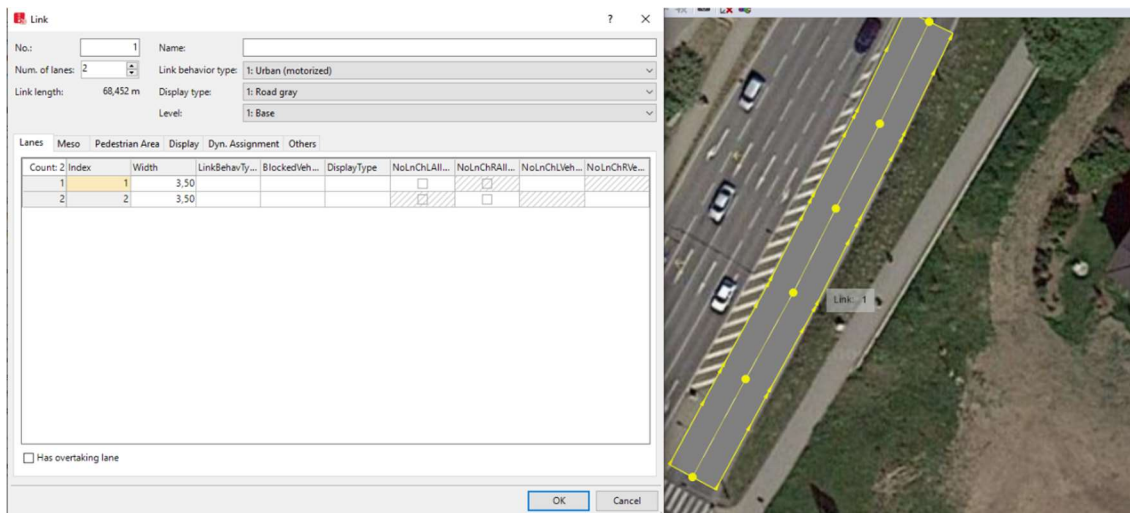 Link
? ×
No.: 1 Name:
Num. of lanes: 2 Link behavior type: 1: Urban (motorized)
Link length: 68,452 m Display type: 1: Road gray
Level: 1: Base
Lanes Meso Pedestrian Area Display Dyn. Assignment Others
Count: 2 Index Width LinkBehavTy... BlockedVeh... DisplayType NoLnChLAll... NoLnChRAll... NoLnChLVeh... NoLnChRVe...
1 1 3,50
2 2 3,50
Has overtaking lane
OK Cancel
Link: 1